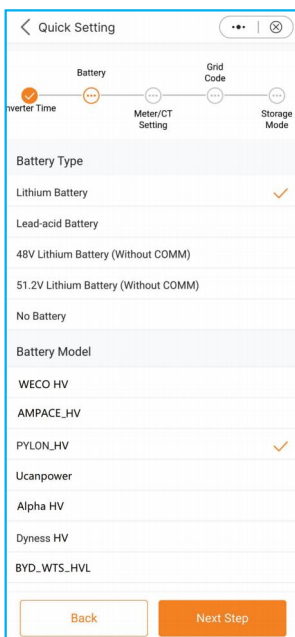 Quick Setting
Battery
Grid
Code
nverter Time
Meter/CT
Setting
Storage
Mode
Battery Type
Lithium Battery
Lead-acid Battery
48V Lithium Battery (Without COMM)
51.2V Lithium Battery (Without COMM)
No Battery
Battery Model
WECO HV
AMPACE_HV
PYLON_HV
Ucanpower
Alpha HV
Dyness HV
BYD_WTS_HVL
Back
Next Step